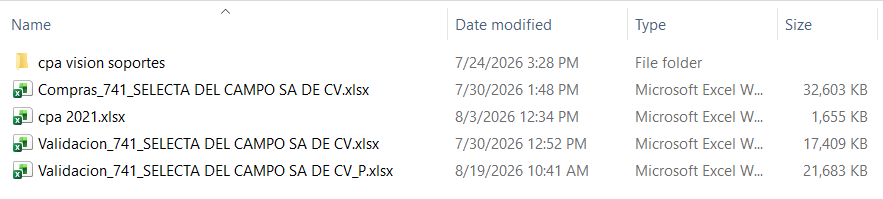 Name Date modified Type Size
cpa vision soportes 7/24/2026 3:28 PM File folder
Compras_741_SELECTA DEL CAMPO SA DE CV.xlsx 7/30/2026 1:48 PM Microsoft Excel W... 32,603 KB
cpa 2021.xlsx 8/3/2026 12:34 PM Microsoft Excel W... 1,655 KB
Validacion_741_SELECTA DEL CAMPO SA DE CV.xlsx 7/30/2026 12:52 PM Microsoft Excel W... 17,409 KB
Validacion_741_SELECTA DEL CAMPO SA DE CV_P.xlsx 8/19/2026 10:41 AM Microsoft Excel W... 21,683 KB